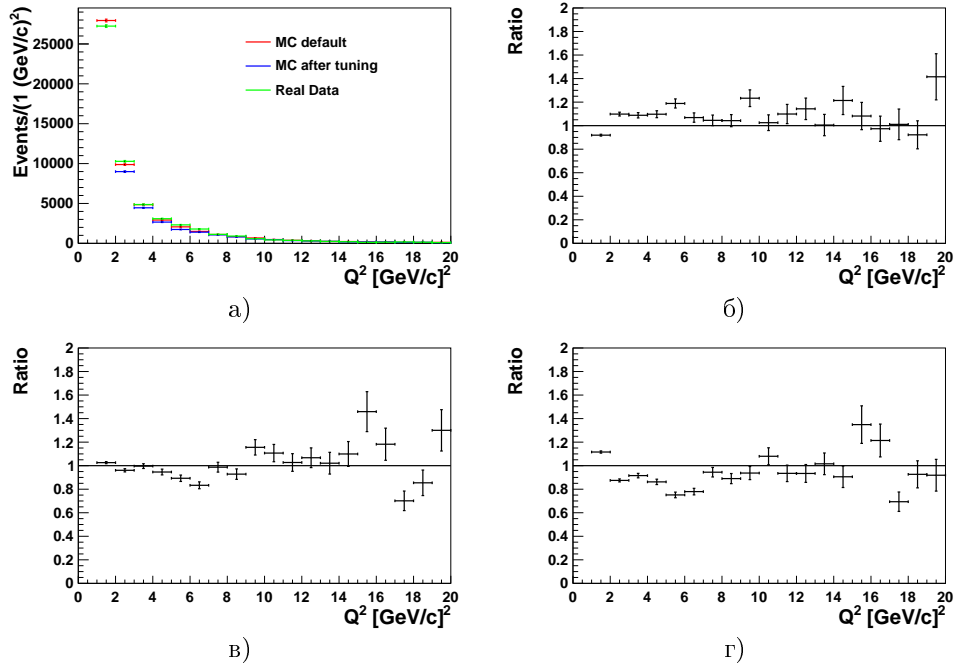 Events/(1 (GeV/c)²)
25000
20000
15000
10000
5000
0
MC default
MC after tuning
Real Data
0 2 4 6 8 10 12 14 16 18 20
Q² [GeV/c]²
а)
Ratio
2
1.8
1.6
1.4
1.2
1
0.8
0.6
0.4
0.2
0
0 2 4 6 8 10 12 14 16 18 20
Q² [GeV/c]²
б)
Ratio
2
1.8
1.6
1.4
1.2
1
0.8
0.6
0.4
0.2
0
0 2 4 6 8 10 12 14 16 18 20
Q² [GeV/c]²
в)
Ratio
2
1.8
1.6
1.4
1.2
1
0.8
0.6
0.4
0.2
0
0 2 4 6 8 10 12 14 16 18 20
Q² [GeV/c]²
г)